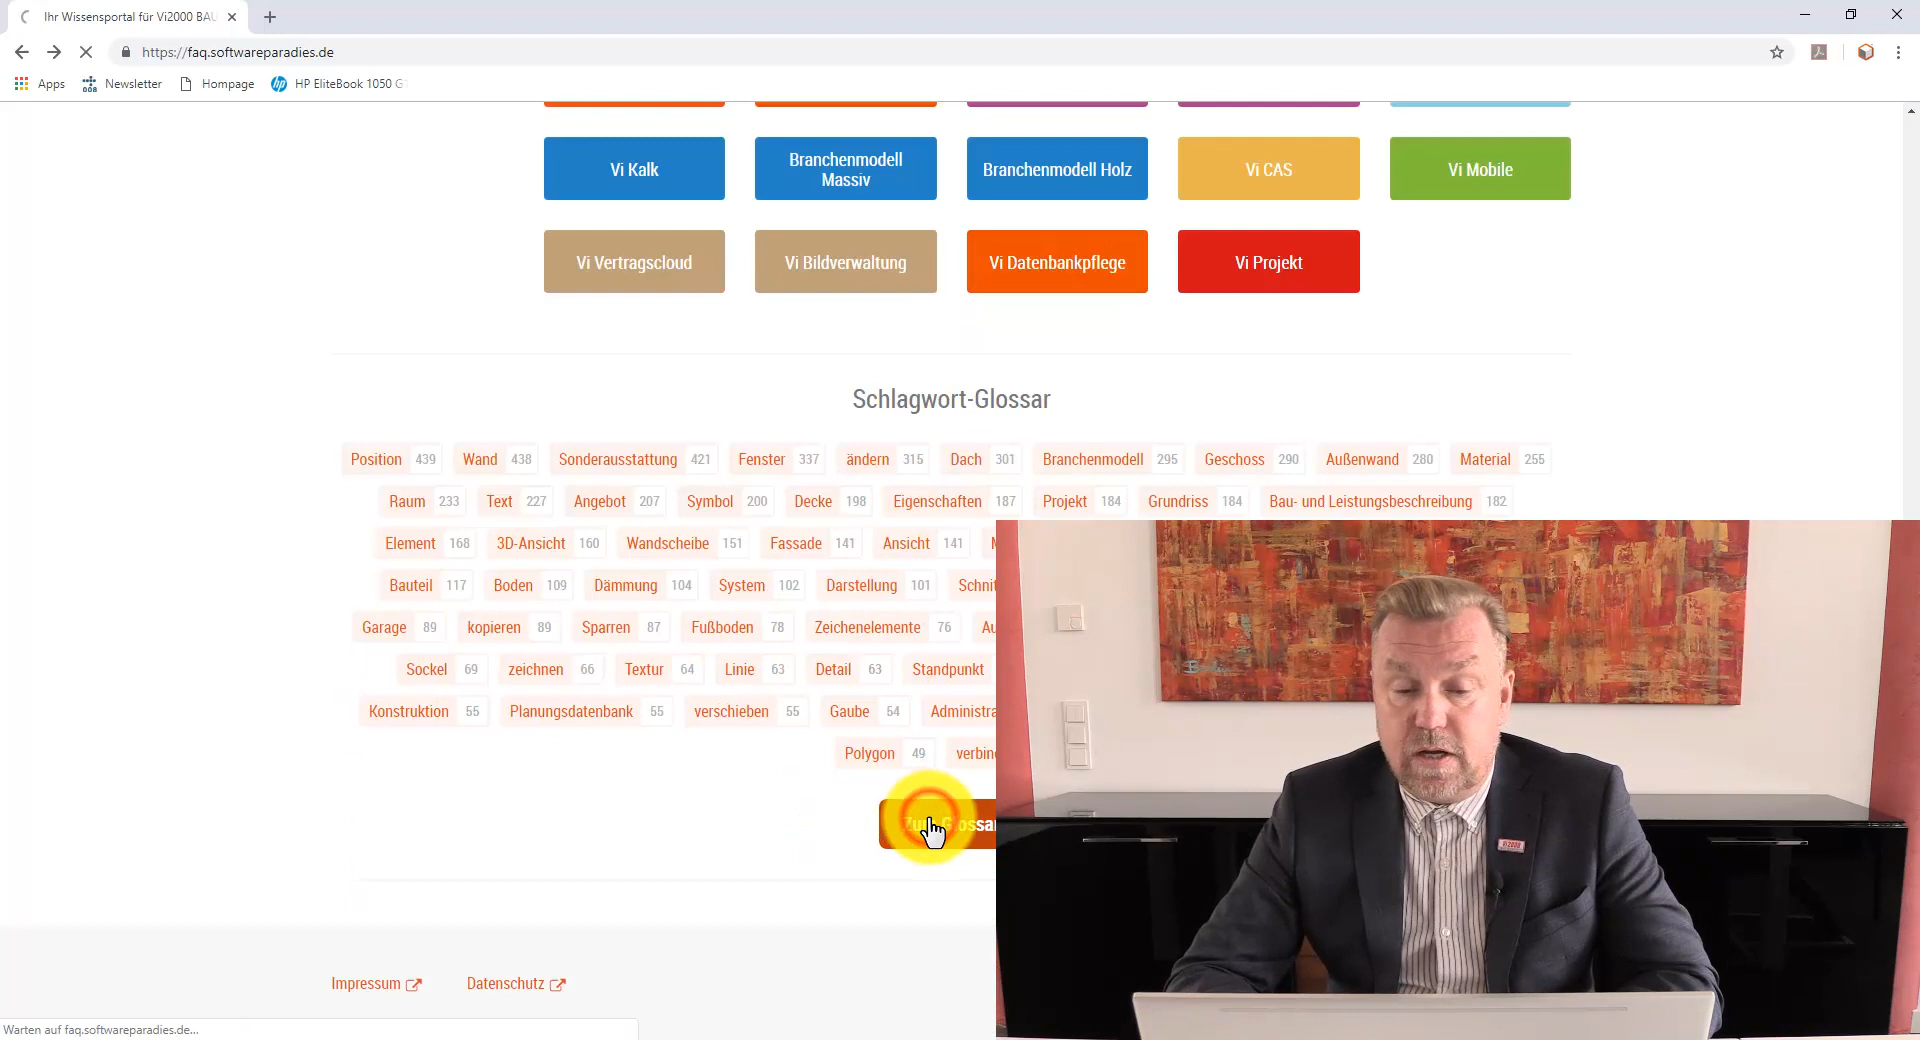 Ihr Wissensportal für Vi2000 BAU
https://faq.softwareparadies.de
Apps Newsletter Hompage HP EliteBook 1050 G
Vi Kalk
Branchenmodell
Massiv
Branchenmodell Holz
Vi CAS
Vi Mobile
Vi Vertragscloud
Vi Bildverwaltung
Vi Datenbankpflege
Vi Projekt
Schlagwort-Glossar
Position 439 Wand 438 Sonderausstattung 421 Fenster 337 ändern 315 Dach 301 Branchenmodell 295 Geschoss 290 Außenwand 280 Material 255
Raum 233 Text 227 Angebot 207 Symbol 200 Decke 198 Eigenschaften 187 Projekt 184 Grundriss 184 Bau- und Leistungsbeschreibung 182
Element 168 3D-Ansicht 160 Wandscheibe 151 Fassade 141 Ansicht 141
Bauteil 117 Boden 109 Dämmung 104 System 102 Darstellung 101 Schnit
Garage 89 kopieren 89 Sparren 87 Fußboden 78 Zeichenelemente 76 Au
Sockel 69 zeichnen 66 Textur 64 Linie 63 Detail 63 Standpunkt
Konstruktion 55 Planungsdatenbank 55 verschieben 55 Gaube 54 Administra
Polygon 49 verbin
Zum Glossar
Impressum Datenschutz
Warten auf faq.softwareparadies.de...
Vi2000